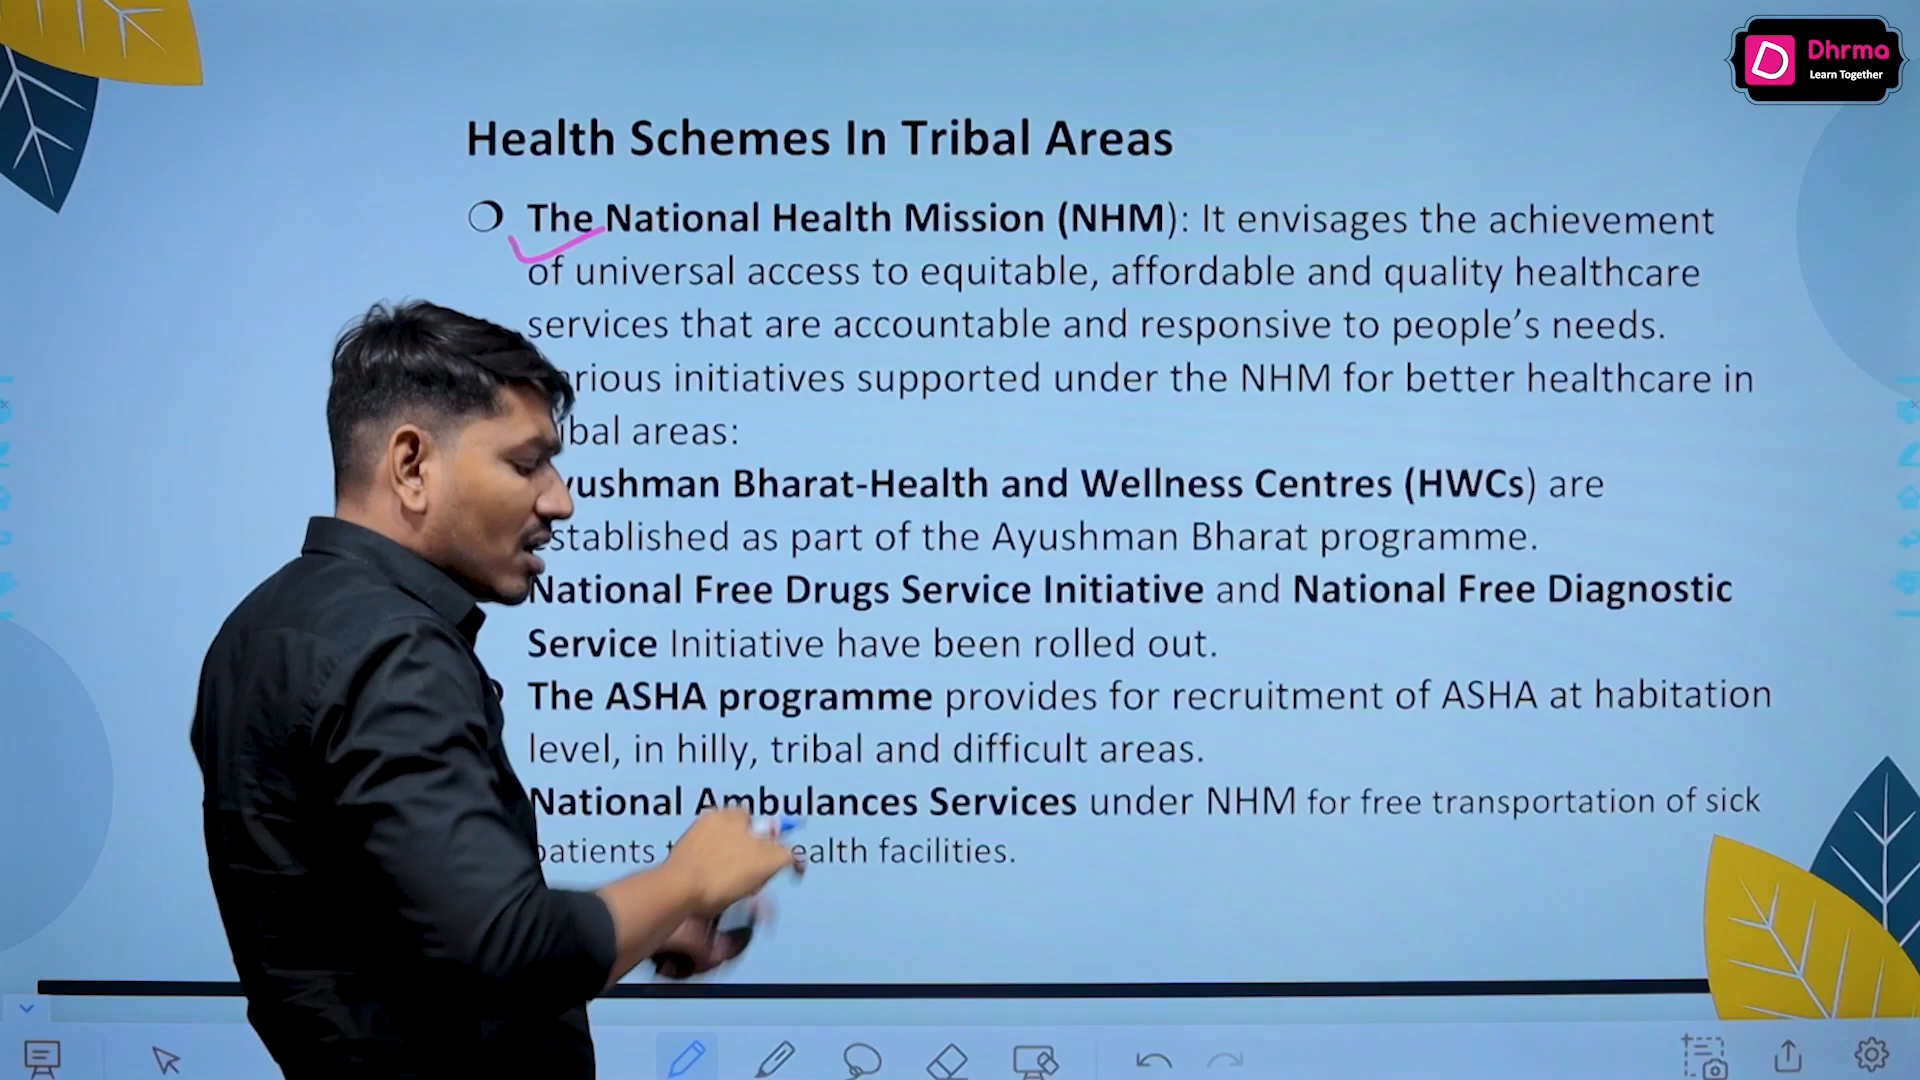 Dhrma
Learn Together
Health Schemes In Tribal Areas
The National Health Mission (NHM): It envisages the achievement
of universal access to equitable, affordable and quality healthcare
services that are accountable and responsive to people's needs.
arious initiatives supported under the NHM for better healthcare in
ibal areas:
yushman Bharat-Health and Wellness Centres (HWCs) are
stablished as part of the Ayushman Bharat programme.
National Free Drugs Service Initiative and National Free Diagnostic
Service Initiative have been rolled out.
The ASHA programme provides for recruitment of ASHA at habitation
level, in hilly, tribal and difficult areas.
National Ambulances Services under NHM for free transportation of sick
patients ealth facilities.